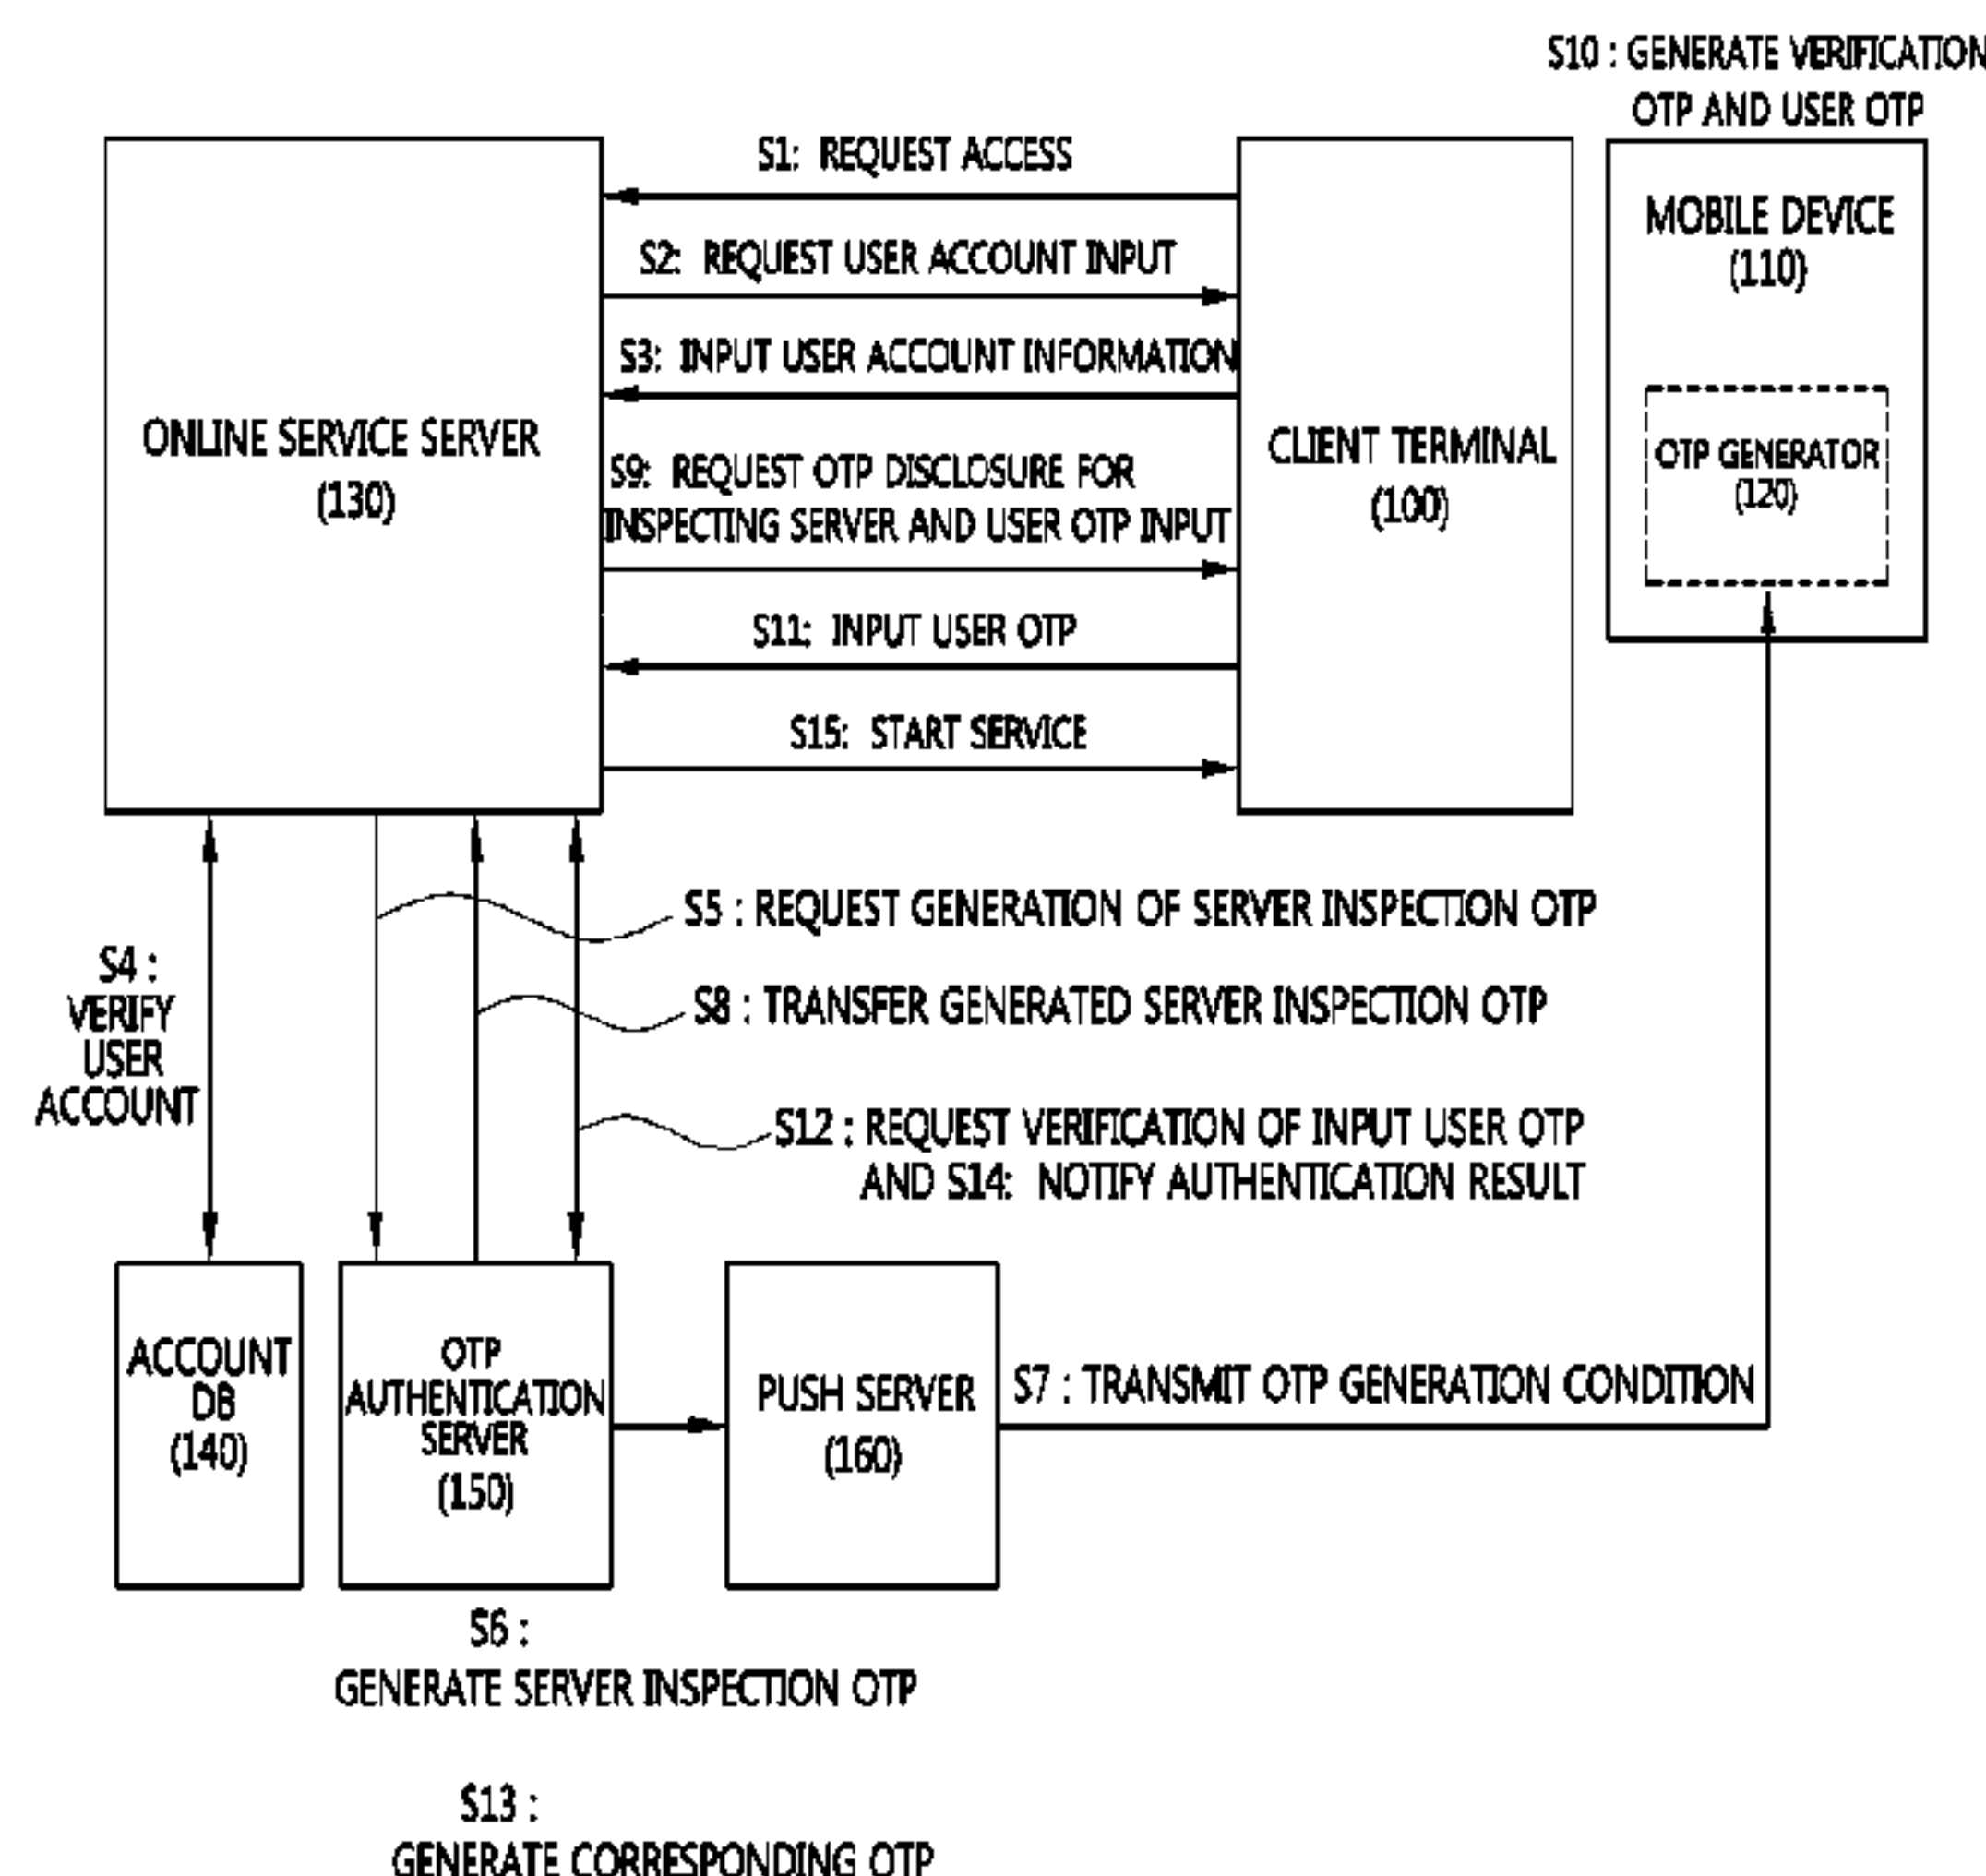 S10 : GENERATE VERIFICATION
OTP AND USER OTP
S1: REQUEST ACCESS
S2: REQUEST USER ACCOUNT INPUT
S3: INPUT USER ACCOUNT INFORMATION
S9: REQUEST OTP DISCLOSURE FOR
INSPECTING SERVER AND USER OTP INPUT
S11: INPUT USER OTP
S15: START SERVICE
ONLINE SERVICE SERVER
(130)
CLIENT TERMINAL
(100)
MOBILE DEVICE
(110)
OTP GENERATOR
(120)
S5 : REQUEST GENERATION OF SERVER INSPECTION OTP
S8 : TRANSFER GENERATED SERVER INSPECTION OTP
S4 :
VERIFY
USER
ACCOUNT
S12 : REQUEST VERIFICATION OF INPUT USER OTP
AND S14: NOTIFY AUTHENTICATION RESULT
ACCOUNT
DB
(140)
OTP
AUTHENTICATION
SERVER
(150)
PUSH SERVER
(160)
S7 : TRANSMIT OTP GENERATION CONDITION
S6 :
GENERATE SERVER INSPECTION OTP
S13 :
GENERATE CORRESPONDING OTP